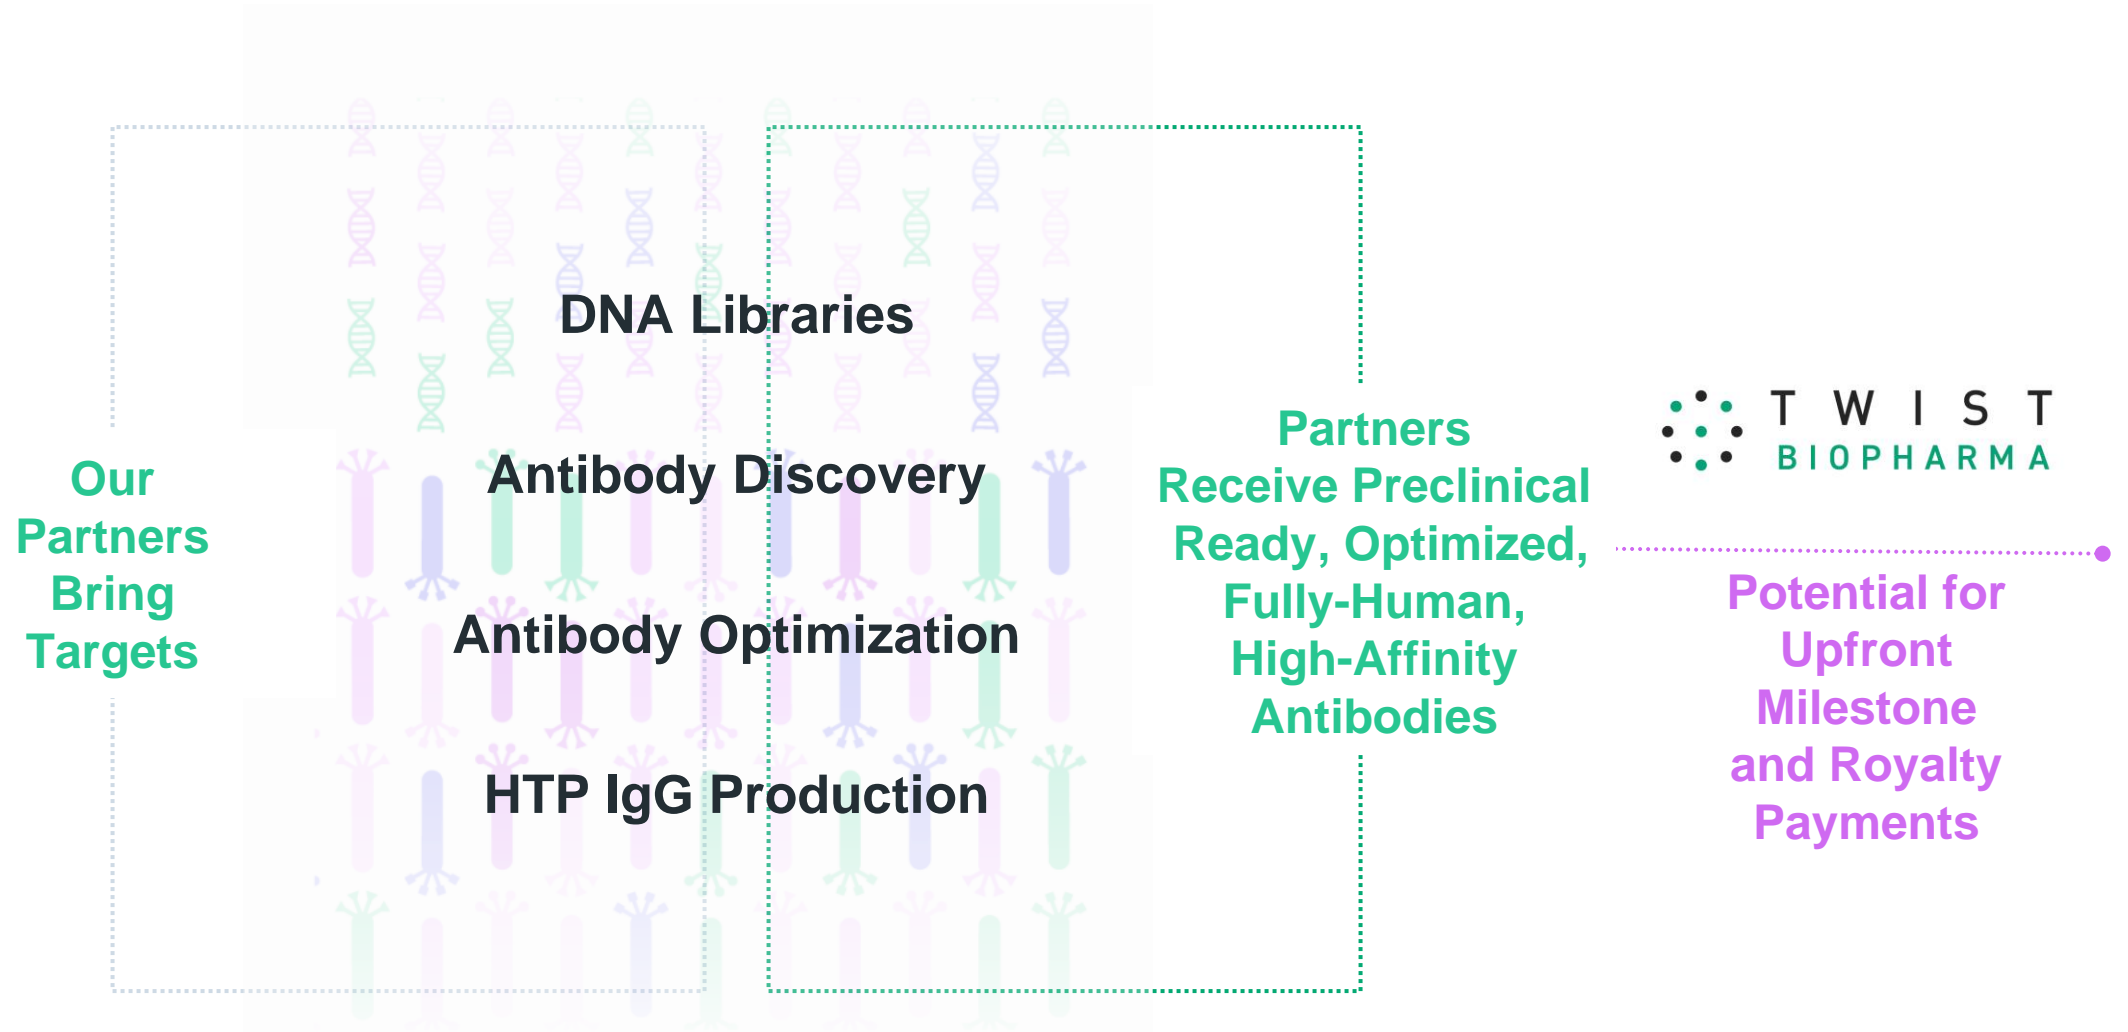 Our
Partners
Bring
Targets
DNA Libraries
Antibody Discovery
Antibody Optimization
HTP IgG Production
Partners
Receive Preclinical
Ready, Optimized,
Fully-Human,
High-Affinity
Antibodies
TWIST
BIOPHARMA
Potential for
Upfront
Milestone
and Royalty
Payments